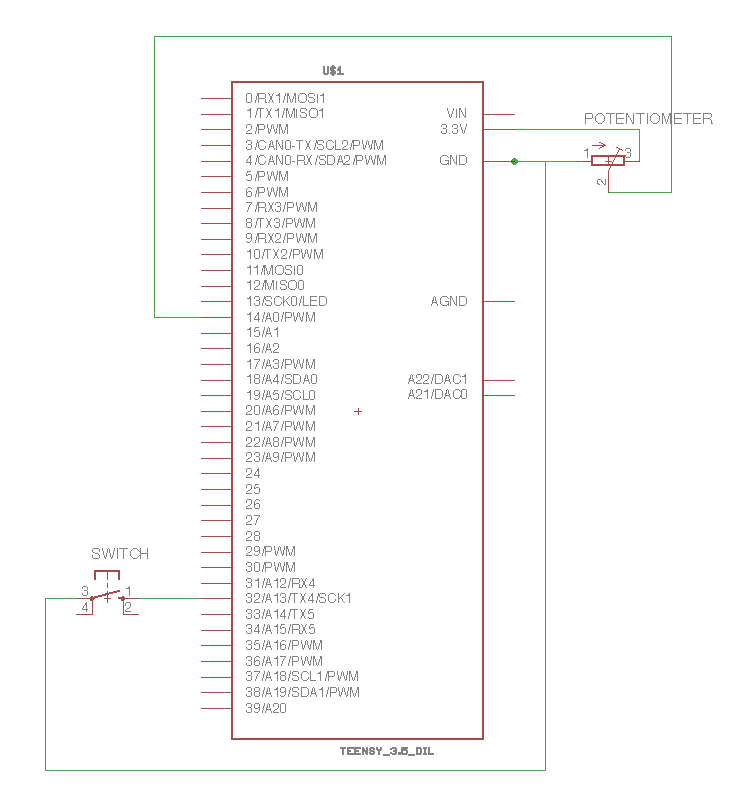 U$1
0/RX1/MOSI1
1/TX1/MISO1
2/PWM
3/CAN0-TX/SCL2/PWM
4/CAN0-RX/SDA2/PWM
5/PWM
6/PWM
7/RX3/PWM
8/TX3/PWM
9/RX2/PWM
10/TX2/PWM
11/MOSI0
12/MISO0
13/SCK0/LED
14/A0/PWM
15/A1
16/A2
17/A3/PWM
18/A4/SDA0
19/A5/SCL0
20/A6/PWM
21/A7/PWM
22/A8/PWM
23/A9/PWM
24
25
26
27
28
29/PWM
30/PWM
31/A12/RX4
32/A13/TX4/SCK1
33/A14/TX5
34/A15/RX5
35/A16/PWM
36/A17/PWM
37/A18/SCL1/PWM
38/A19/SDA1/PWM
39/A20
VIN
3.3V
GND
AGND
A22/DAC1
A21/DAC0
POTENTIOMETER
1
3
2
SWITCH
3 1
4 2
TEENSY_3.5_DIL